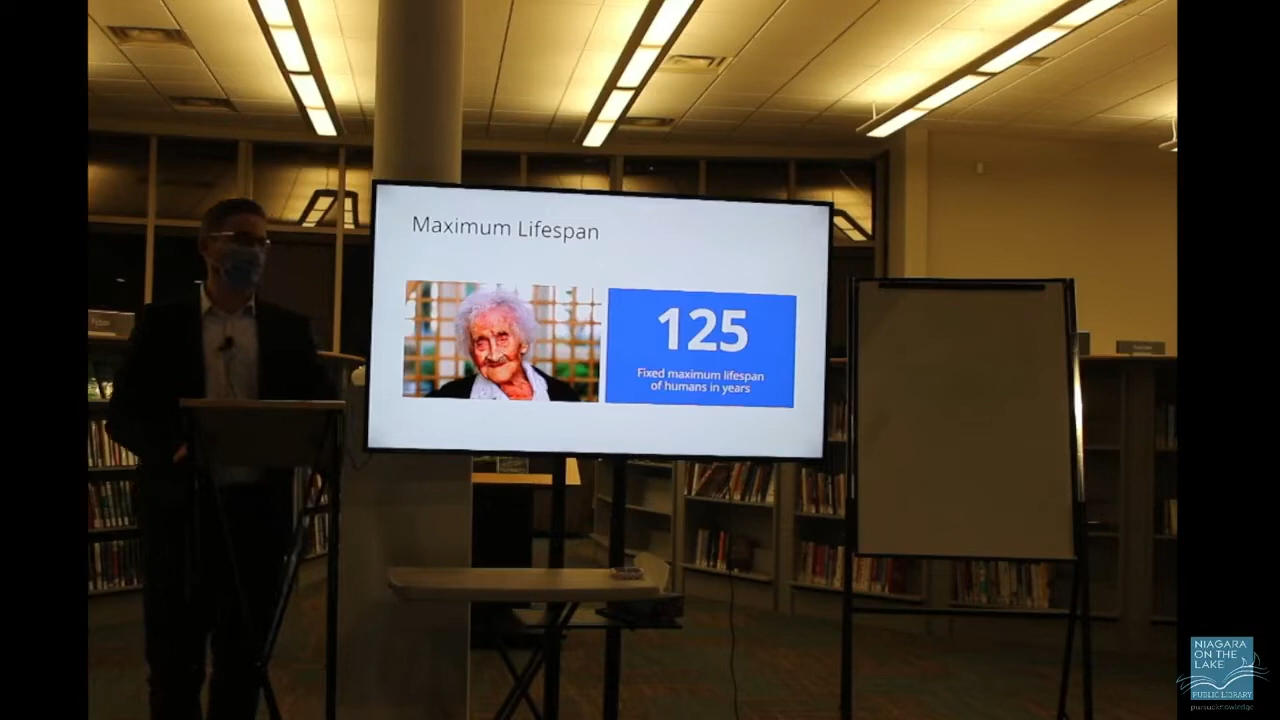 Maximum Lifespan
125
Fixed maximum lifespan
of humans in years
NIAGARA
ON THE
LAKE
PUBLIC LIBRARY